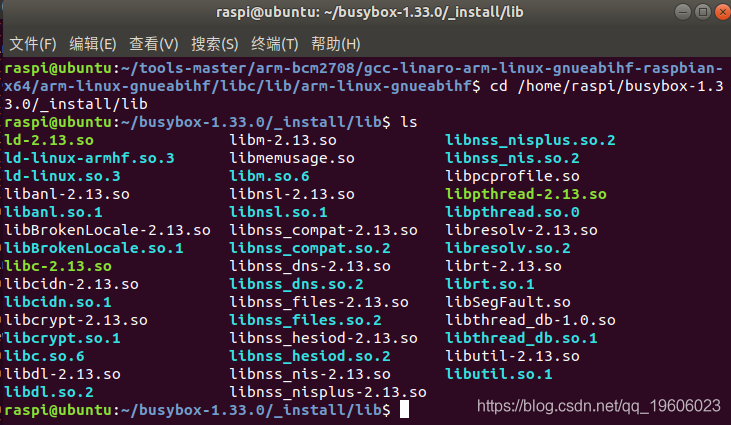 raspi@ubuntu: ~/busybox-1.33.0/_install/lib
文件(F) 编辑(E) 查看(V) 搜索(S) 终端(T) 帮助(H)
raspi@ubuntu:~/tools-master/arm-bcm2708/gcc-linaro-arm-linux-gnueabihf-raspbian-
x64/arm-linux-gnueabihf/libc/lib/arm-linux-gnueabihf$ cd /home/raspi/busybox-1.3
3.0/_install/lib
raspi@ubuntu:~/busybox-1.33.0/_install/lib$ ls
ld-2.13.so libm-2.13.so libnss_nisplus.so.2
ld-linux-armhf.so.3 libmemusage.so libnss_nis.so.2
ld-linux.so.3 libm.so.6 libpcprofile.so
libanl-2.13.so libnsl-2.13.so libpthread-2.13.so
libanl.so.1 libnsl.so.1 libpthread.so.0
libBrokenLocale-2.13.so libnss_compat-2.13.so libresolv-2.13.so
libBrokenLocale.so.1 libnss_compat.so.2 libresolv.so.2
libc-2.13.so libnss_dns-2.13.so librt-2.13.so
libcidn-2.13.so libnss_dns.so.2 librt.so.1
libcidn.so.1 libnss_files-2.13.so libSegFault.so
libcrypt-2.13.so libnss_files.so.2 libthread_db-1.0.so
libcrypt.so.1 libnss_hesiod-2.13.so libthread_db.so.1
libc.so.6 libnss_hesiod.so.2 libutil-2.13.so
libdl-2.13.so libnss_nis-2.13.so libutil.so.1
libdl.so.2 libnss_nisplus-2.13.so
raspi@ubuntu:~/busybox-1.33.0/_install/lib$
https://blog.csdn.net/qq_19606023